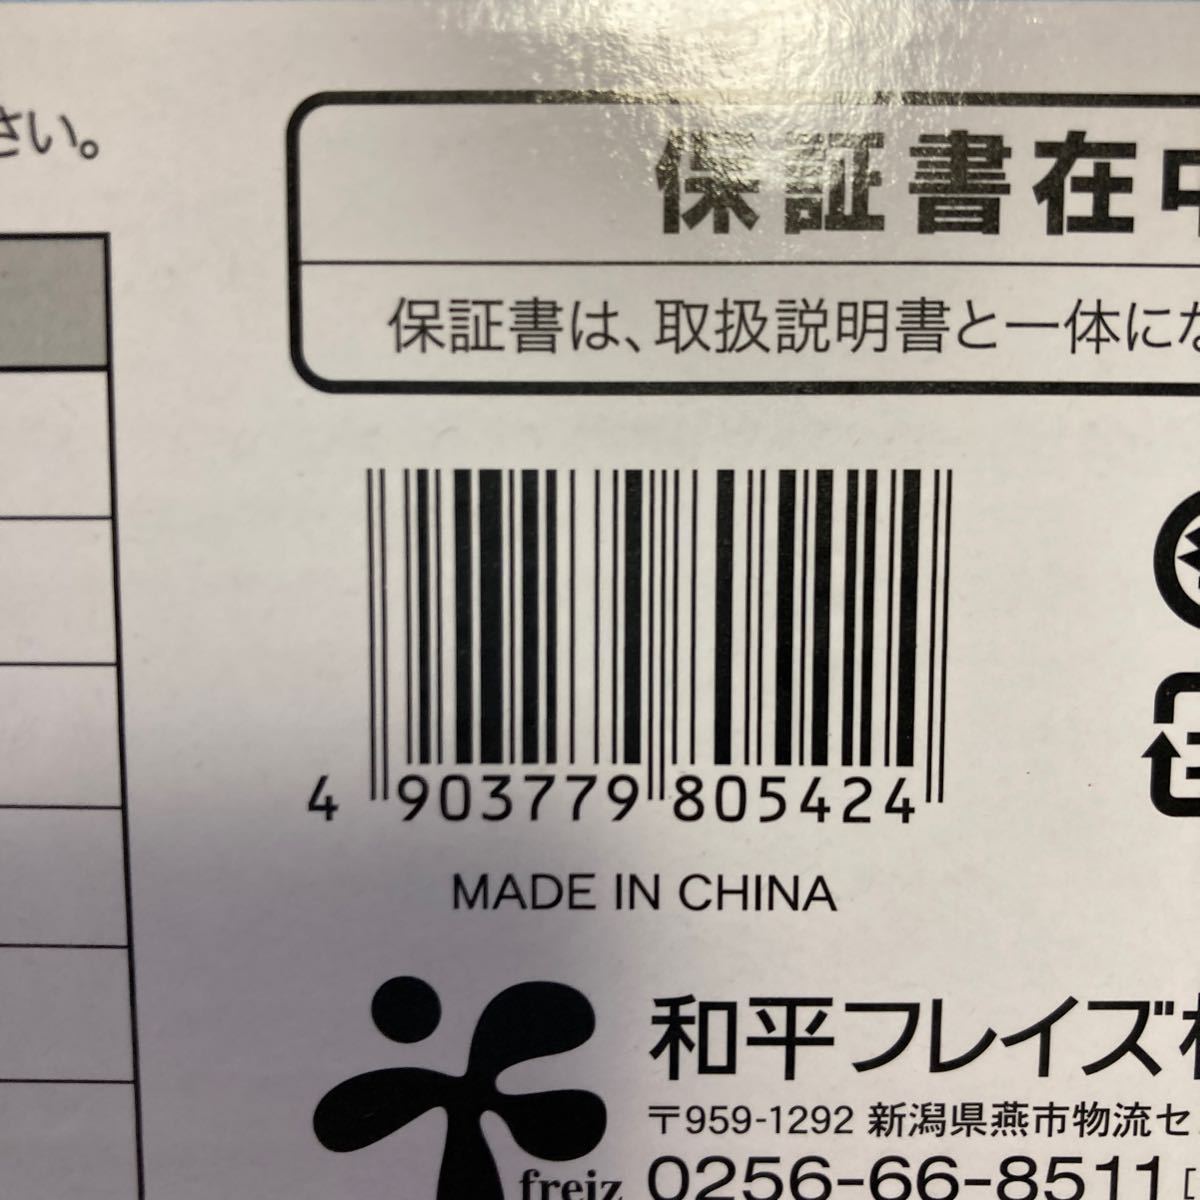 さい。
保証書在中
保証書は、取扱説明書と一体にな
4 903779 805424
MADE IN CHINA
和平フレイズ
〒959-1292 新潟県燕市物流セ
freiz
0256-66-8511